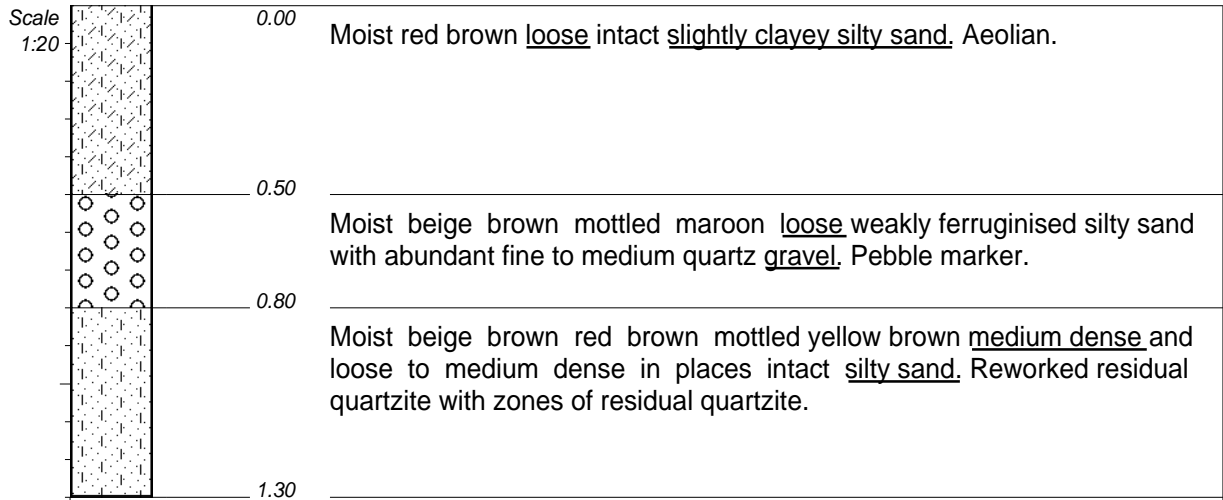 Scale
1:20
0.00
Moist red brown loose intact slightly clayey silty sand. Aeolian.
0.50
Moist beige brown mottled maroon loose weakly ferruginised silty sand
with abundant fine to medium quartz gravel. Pebble marker.
0.80
Moist beige brown red brown mottled yellow brown medium dense and
loose to medium dense in places intact silty sand. Reworked residual
quartzite with zones of residual quartzite.
1.30